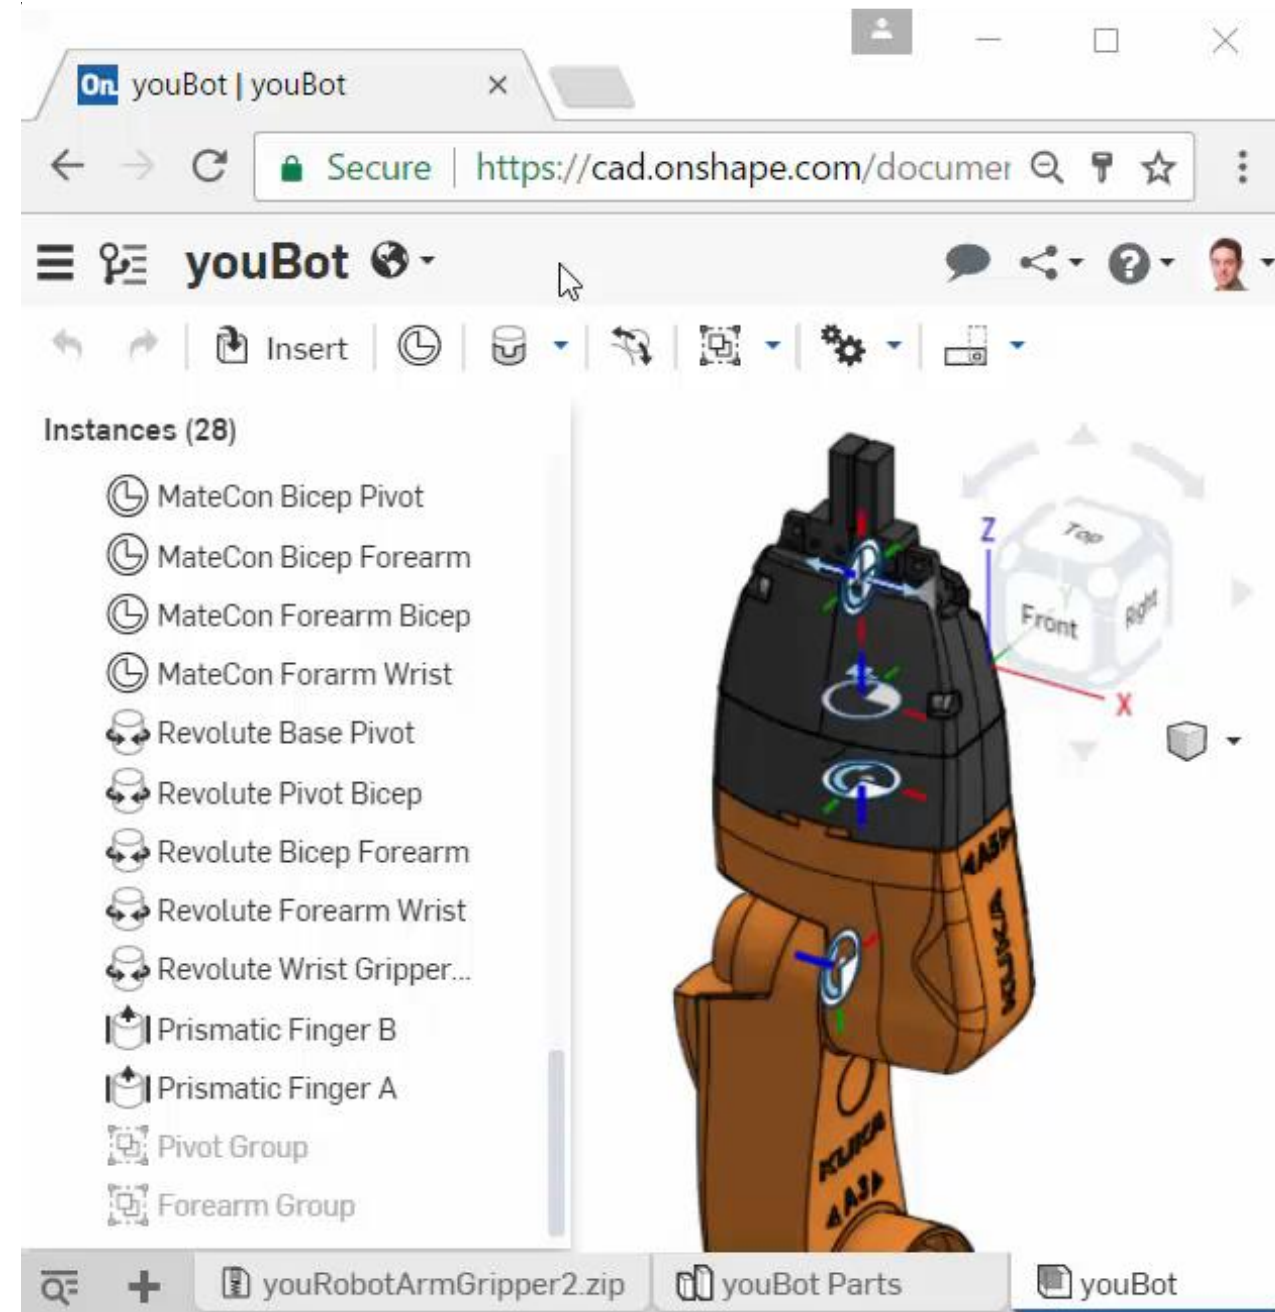 On youBot | youBot
Secure | https://cad.onshape.com/documer
youBot
Insert
Instances (28)
MateCon Bicep Pivot
MateCon Bicep Forearm
MateCon Forearm Bicep
MateCon Forarm Wrist
Revolute Base Pivot
Revolute Pivot Bicep
Revolute Bicep Forearm
Revolute Forearm Wrist
Revolute Wrist Gripper...
Prismatic Finger B
Prismatic Finger A
Pivot Group
Forearm Group
Z
Top
Front
Y
Right
X
A5
KUKA
KUKA
A3
youRobotArmGripper2.zip
youBot Parts
youBot